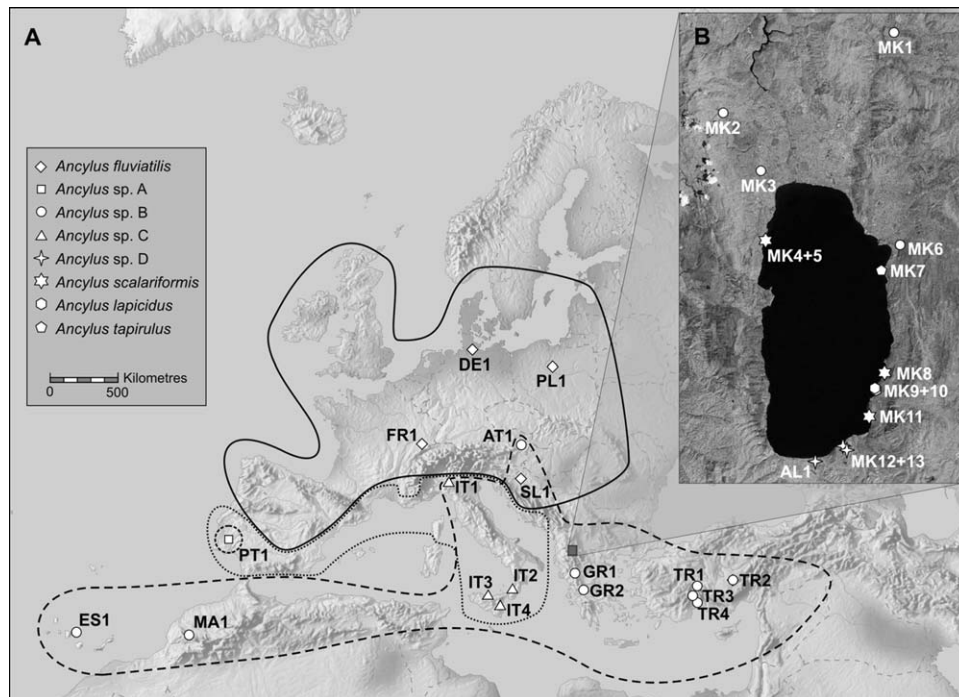 A
B
MK1
MK2
MK3
MK6
MK4+5
MK7
MK8
MK9+10
MK11
AL1
MK12+13
Ancylus fluviatilis
Ancylus sp. A
Ancylus sp. B
Ancylus sp. C
Ancylus sp. D
Ancylus scalariformis
Ancylus lapicidus
Ancylus tapirulus
Kilometres
0 500
DE1
PL1
FR1
AT1
IT1
SL1
PT1
GR1
GR2
TR1
TR2
TR3
TR4
IT2
IT3
IT4
ES1
MA1